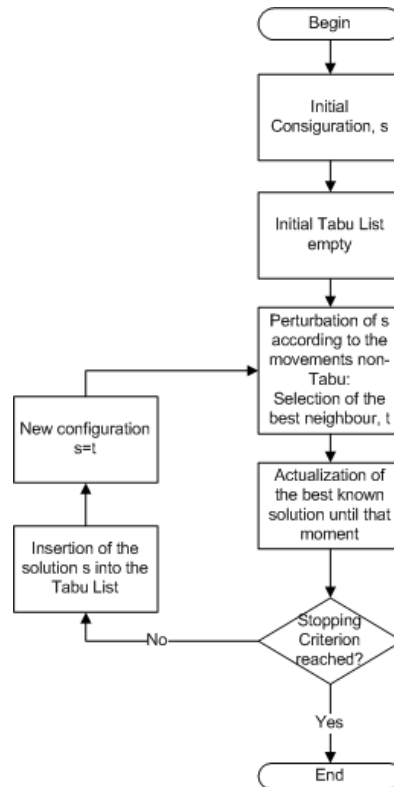 Begin
Initial
Consiguration, s
Initial Tabu List
empty
Perturbation of s
according to the
movements non-
Tabu:
Selection of the
best neighbour, t
New configuration
s=t
Actualization of
the best known
solution until that
moment
Insertion of the
solution s into the
Tabu List
Stopping
Criterion
reached?
No
Yes
End